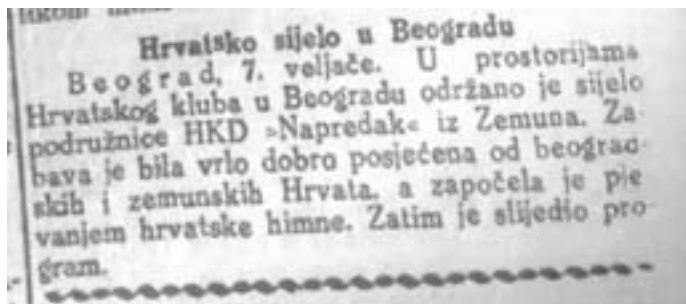 Hrvatsko sijelo u Beogradu
Beograd, 7. veljače. U prostorijama
Hrvatskog kluba u Beogradu održano je sijelo
podružnice HKD »Napredak« iz Zemuna. Za-
bava je bila vrlo dobro posjećena od beograd-
skih i zemunskih Hrvata, a započela je pje
vanjem hrvatske himne. Zatim je slijedio pro-
gram.